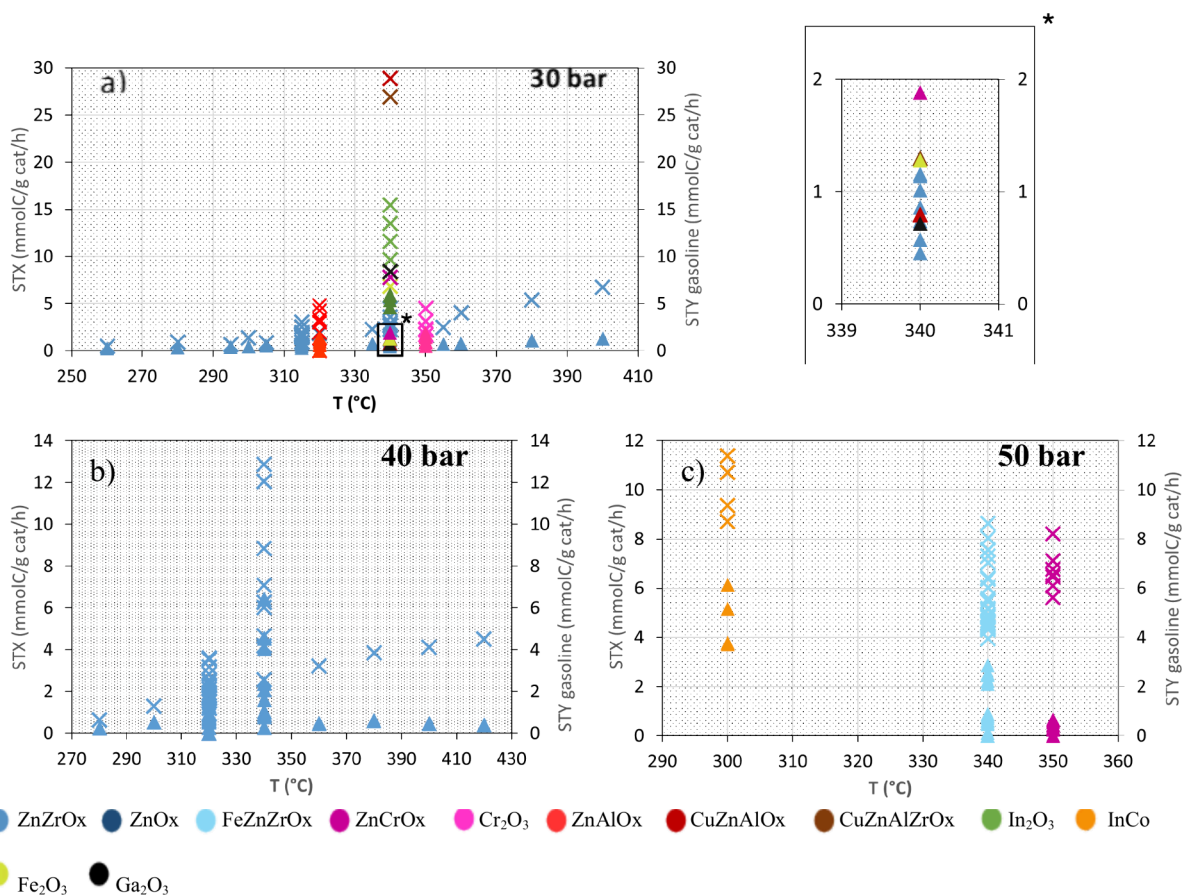 *
a)
30 bar
30
25
20
15
10
5
0
30
25
20
15
10
5
0
STX (mmolC/g cat/h)
STY gasoline (mmolC/g cat/h)
*
250 270 290 310 330 350 370 390 410
T (°C)
2
1
0
2
1
0
339 340 341
b)
40 bar
14
12
10
8
6
4
2
0
14
12
10
8
6
4
2
0
STX (mmolC/g cat/h)
STY gasoline (mmolC/g cat/h)
270 290 310 330 350 370 390 410 430
T (°C)
c)
50 bar
12
10
8
6
4
2
0
12
10
8
6
4
2
0
STX (mmolC/g cat/h)
STY gasoline (mmolC/g cat/h)
290 300 310 320 330 340 350 360
T (°C)
ZnZrOx ZnOx FeZnZrOx ZnCrOx Cr₂O₃ ZnAlOx CuZnAlOx CuZnAlZrOx In₂O₃ InCo
Fe₂O₃ Ga₂O₃